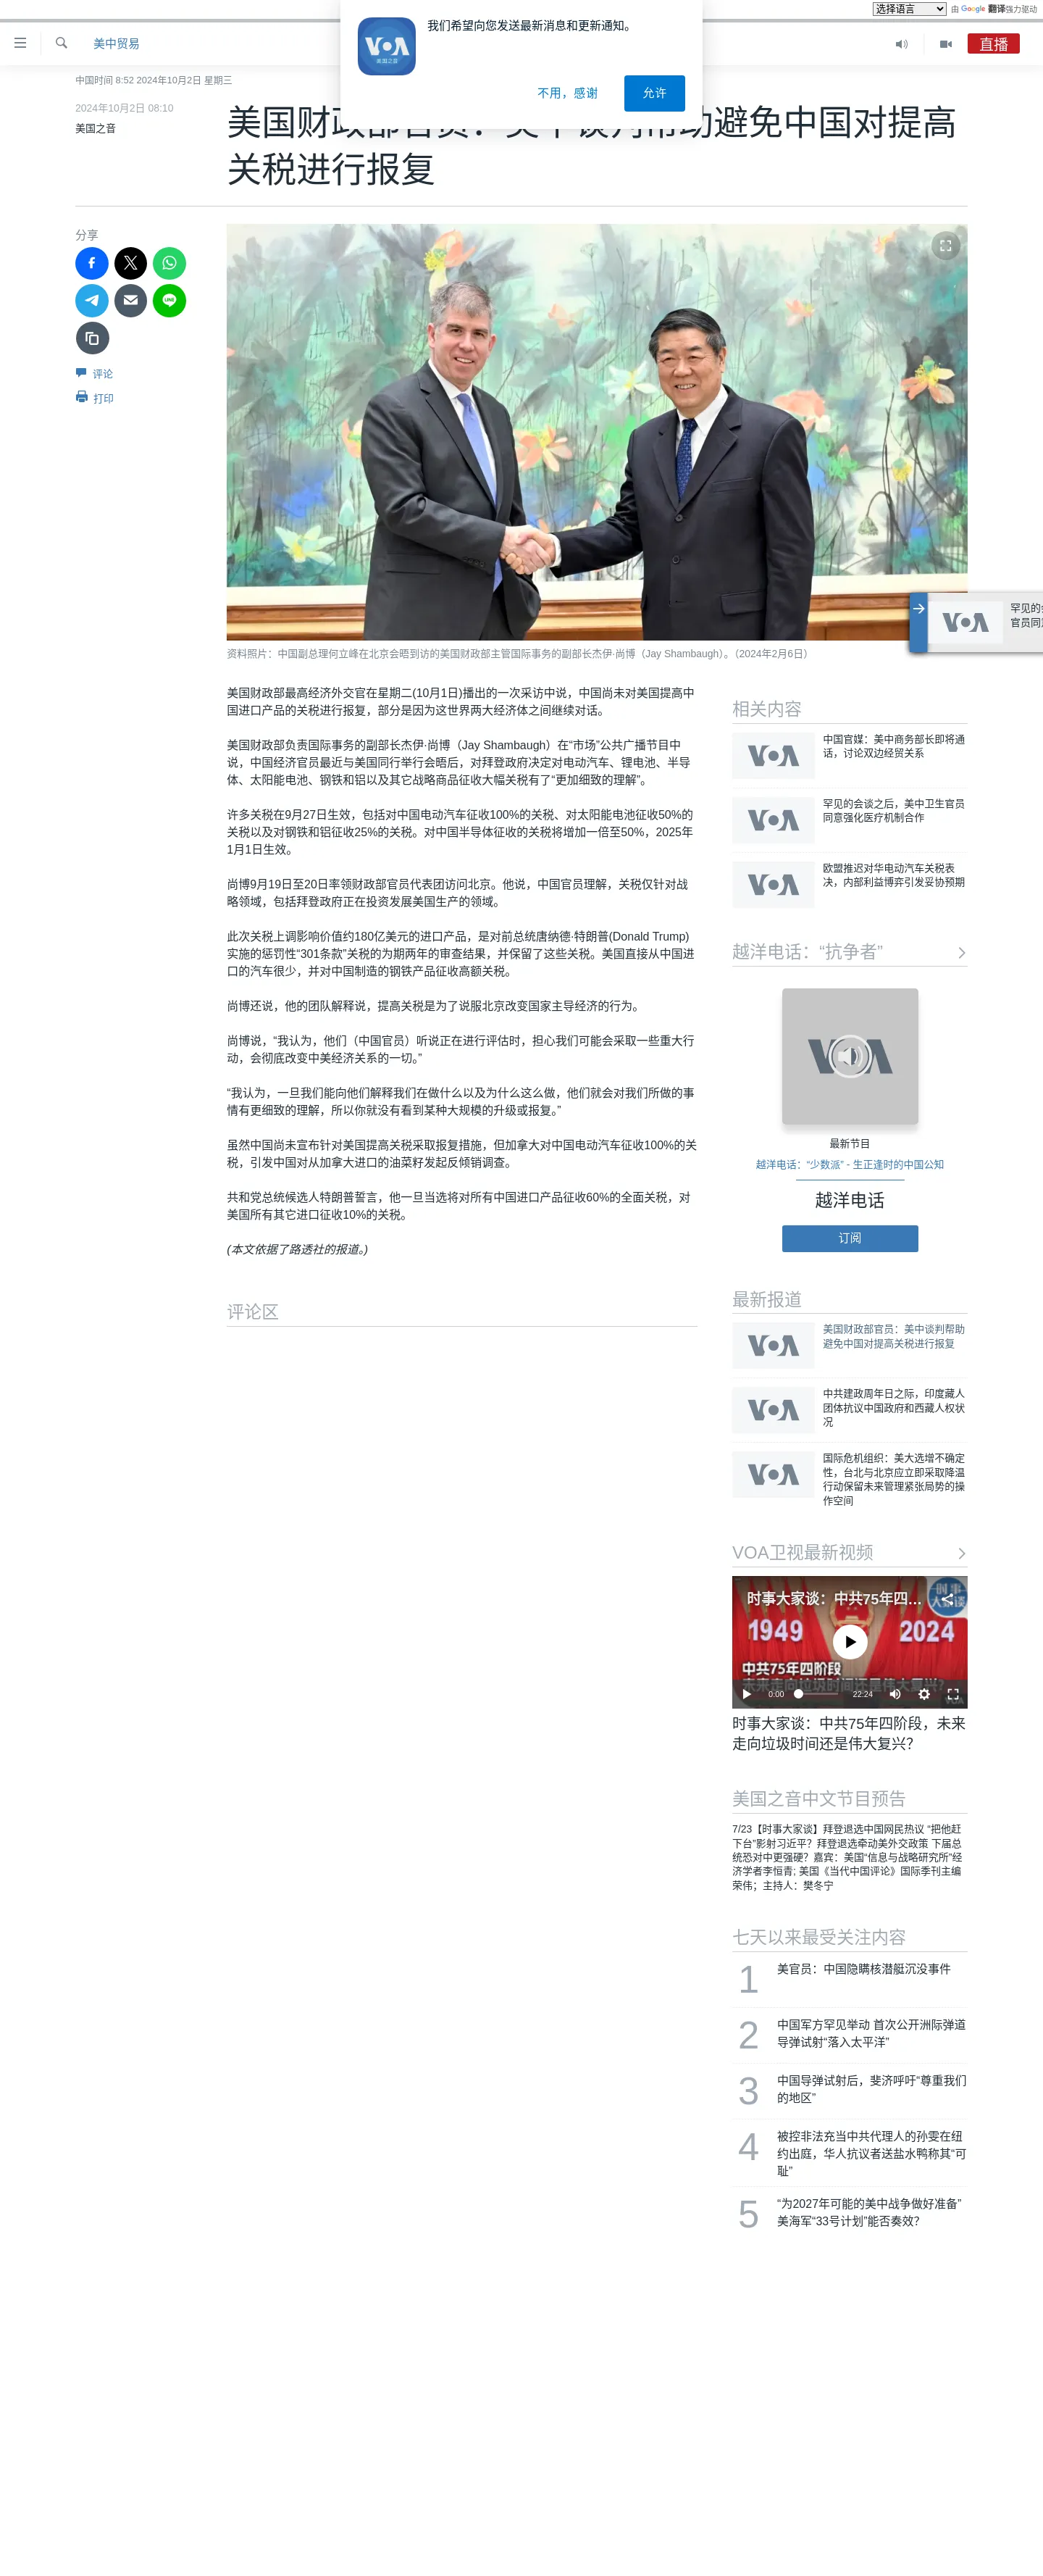 选择语言
由 Google 翻译强力驱动
美中贸易
直播
我们希望向您发送最新消息和更新通知。
VOA
美国之音
不用，感谢
允许
中国时间 8:52 2024年10月2日 星期三
2024年10月2日 08:10
美国之音
避免中国对提高
关税进行报复
分享
评论
打印
资料照片：中国副总理何立峰在北京会晤到访的美国财政部主管国际事务的副部长杰伊·尚博（Jay Shambaugh）。（2024年2月6日）
VOA
罕见的
美国财政部最高经济外交官在星期二(10月1日)播出的一次采访中说，中国尚未对美国提高中
国进口产品的关税进行报复，部分是因为这世界两大经济体之间继续对话。
美国财政部负责国际事务的副部长杰伊·尚博（Jay Shambaugh）在“市场”公共广播节目中
说，中国经济官员最近与美国同行举行会晤后，对拜登政府决定对电动汽车、锂电池、半导
体、太阳能电池、钢铁和铝以及其它战略商品征收大幅关税有了“更加细致的理解”。
许多关税在9月27日生效，包括对中国电动汽车征收100%的关税、对太阳能电池征收50%的
关税以及对钢铁和铝征收25%的关税。对中国半导体征收的关税将增加一倍至50%，2025年
1月1日生效。
尚博9月19日至20日率领财政部官员代表团访问北京。他说，中国官员理解，关税仅针对战
略领域，包括拜登政府正在投资发展美国生产的领域。
此次关税上调影响价值约180亿美元的进口产品，是对前总统唐纳德·特朗普(Donald Trump)
实施的惩罚性“301条款”关税的为期两年的审查结果，并保留了这些关税。美国直接从中国进
口的汽车很少，并对中国制造的钢铁产品征收高额关税。
尚博还说，他的团队解释说，提高关税是为了说服北京改变国家主导经济的行为。
尚博说，“我认为，他们（中国官员）听说正在进行评估时，担心我们可能会采取一些重大行
动，会彻底改变中美经济关系的一切。”
“我认为，一旦我们能向他们解释我们在做什么以及为什么这么做，他们就会对我们所做的事
情有更细致的理解，所以你就没有看到某种大规模的升级或报复。”
虽然中国尚未宣布针对美国提高关税采取报复措施，但加拿大对中国电动汽车征收100%的关
税，引发中国对从加拿大进口的油菜籽发起反倾销调查。
共和党总统候选人特朗普誓言，他一旦当选将对所有中国进口产品征收60%的全面关税，对
美国所有其它进口征收10%的关税。
(本文依据了路透社的报道。)
评论区
相关内容
VOA
中国官媒：美中商务部长即将通
话，讨论双边经贸关系
VOA
罕见的会谈之后，美中卫生官员
同意强化医疗机制合作
VOA
欧盟推迟对华电动汽车关税表
决，内部利益博弈引发妥协预期
越洋电话：“抗争者”
VOA
最新节目
越洋电话：“少数派” - 生正逢时的中国公知
越洋电话
订阅
最新报道
VOA
美国财政部官员：美中谈判帮助
避免中国对提高关税进行报复
VOA
中共建政周年日之际，印度藏人
团体抗议中国政府和西藏人权状
况
VOA
国际危机组织：美大选增不确定
性，台北与北京应立即采取降温
行动保留未来管理紧张局势的操
作空间
VOA卫视最新视频
时事大家谈：中共75年四...
时事
大家谈
1949
2024
中共75年四阶段
未来走向垃圾时间还是伟大复兴?
0:00
22:24
VOA
时事大家谈：中共75年四阶段，未来
走向垃圾时间还是伟大复兴？
美国之音中文节目预告
7/23【时事大家谈】拜登退选中国网民热议 “把他赶
下台”影射习近平？拜登退选牵动美外交政策 下届总
统恐对中更强硬？嘉宾：美国“信息与战略研究所”经
济学者李恒青; 美国《当代中国评论》国际季刊主编
荣伟；主持人：樊冬宁
七天以来最受关注内容
1
美官员：中国隐瞒核潜艇沉没事件
2
中国军方罕见举动 首次公开洲际弹道
导弹试射“落入太平洋”
3
中国导弹试射后，斐济呼吁“尊重我们
的地区”
4
被控非法充当中共代理人的孙雯在纽
约出庭，华人抗议者送盐水鸭称其“可
耻”
5
“为2027年可能的美中战争做好准备”
美海军“33号计划”能否奏效？